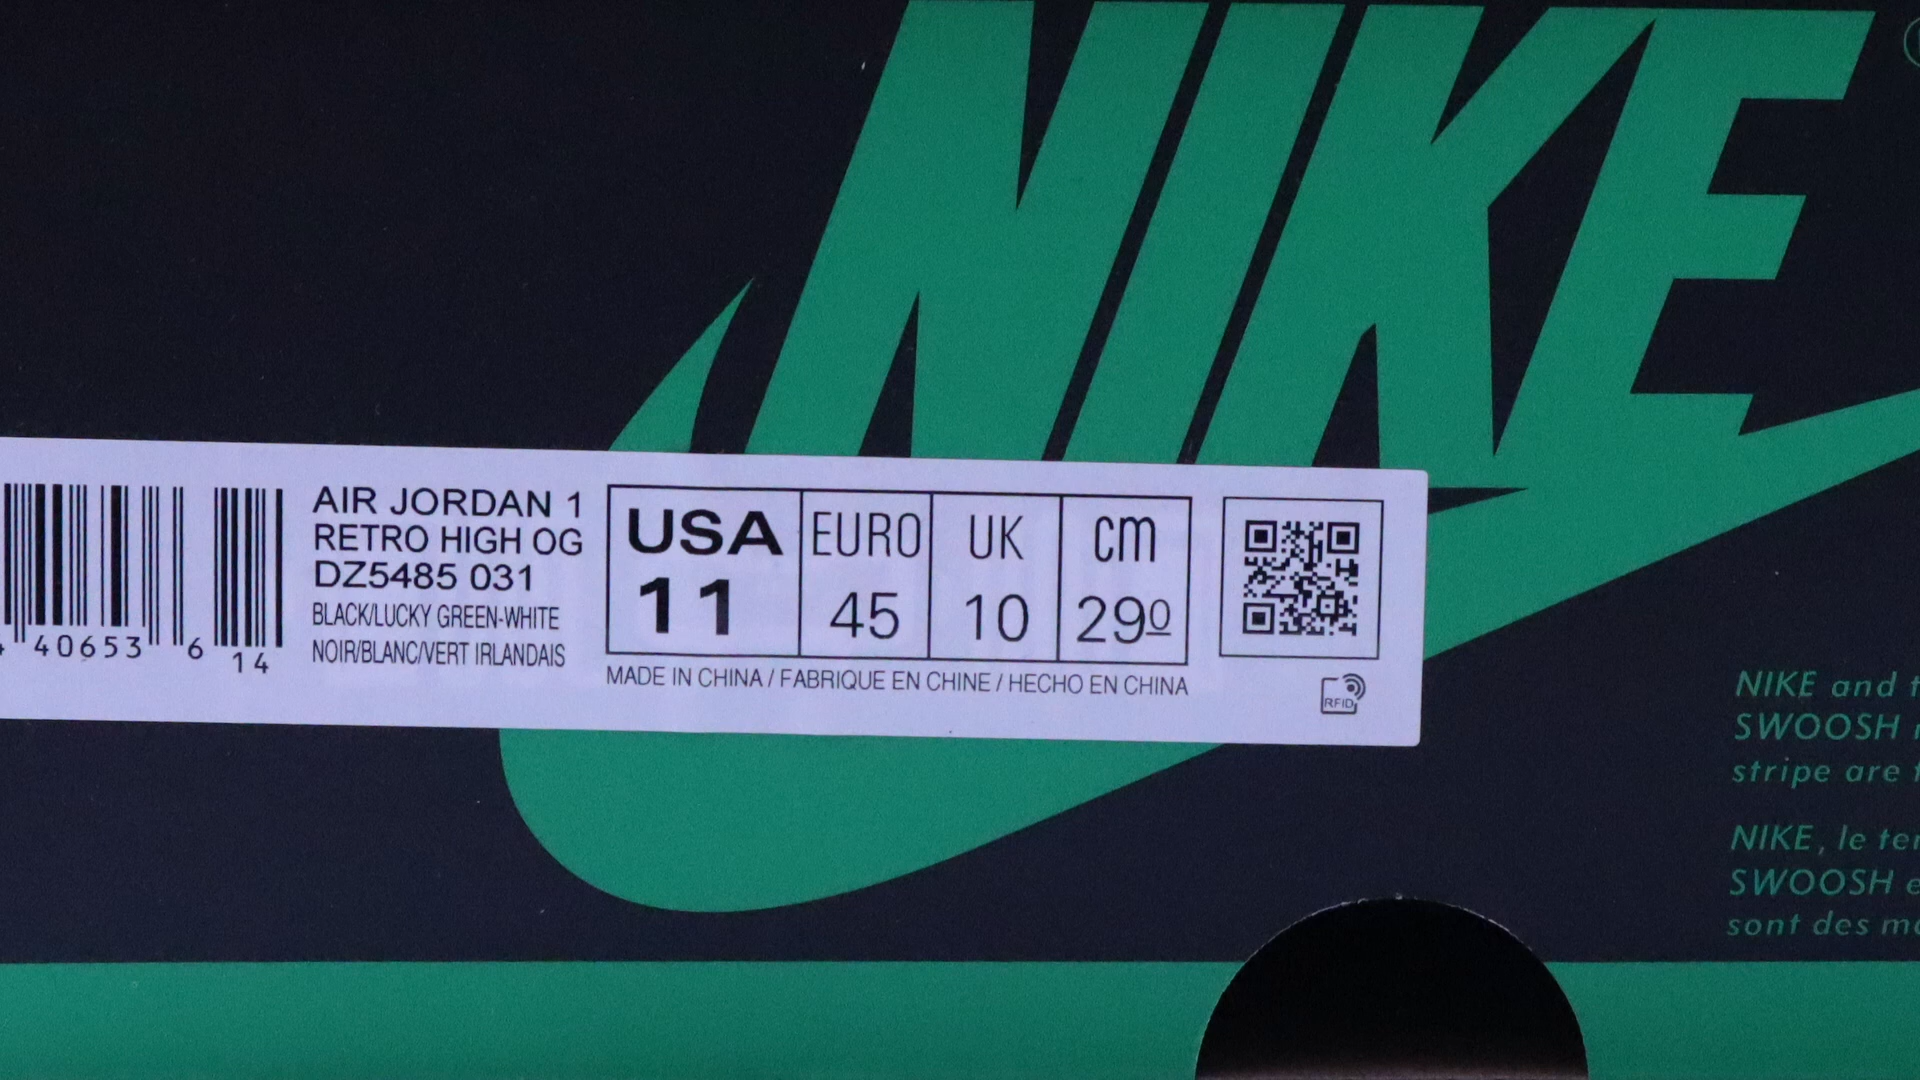 NIKE
AIR JORDAN 1
RETRO HIGH OG
DZ5485 031
BLACK/LUCKY GREEN-WHITE
NOIR/BLANC/VERT IRLANDAIS
40653 6 14
USA EURO UK cm
11 45 10 290
MADE IN CHINA / FABRIQUE EN CHINE / HECHO EN CHINA
RFID
NIKE and
SWOOSH
stripe are
NIKE, le
SWOOSH
sont des